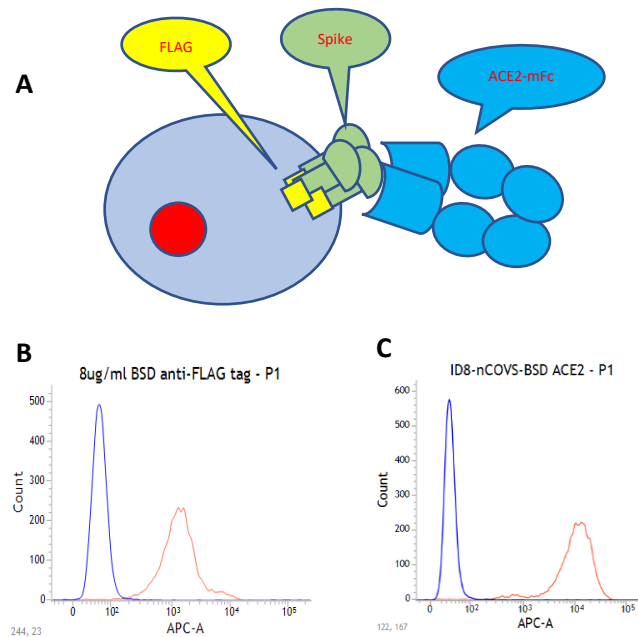 A
FLAG
Spike
ACE2-mFc
B
8ug/ml BSD anti-FLAG tag - P1
Count
500
400
300
200
100
0
0 10² 10³ 10⁴ 10⁵
APC-A
244, 23
C
ID8-nCOVS-BSD ACE2 - P1
Count
600
500
400
300
200
100
0
0 10² 10³ 10⁴ 10⁵
APC-A
122, 167